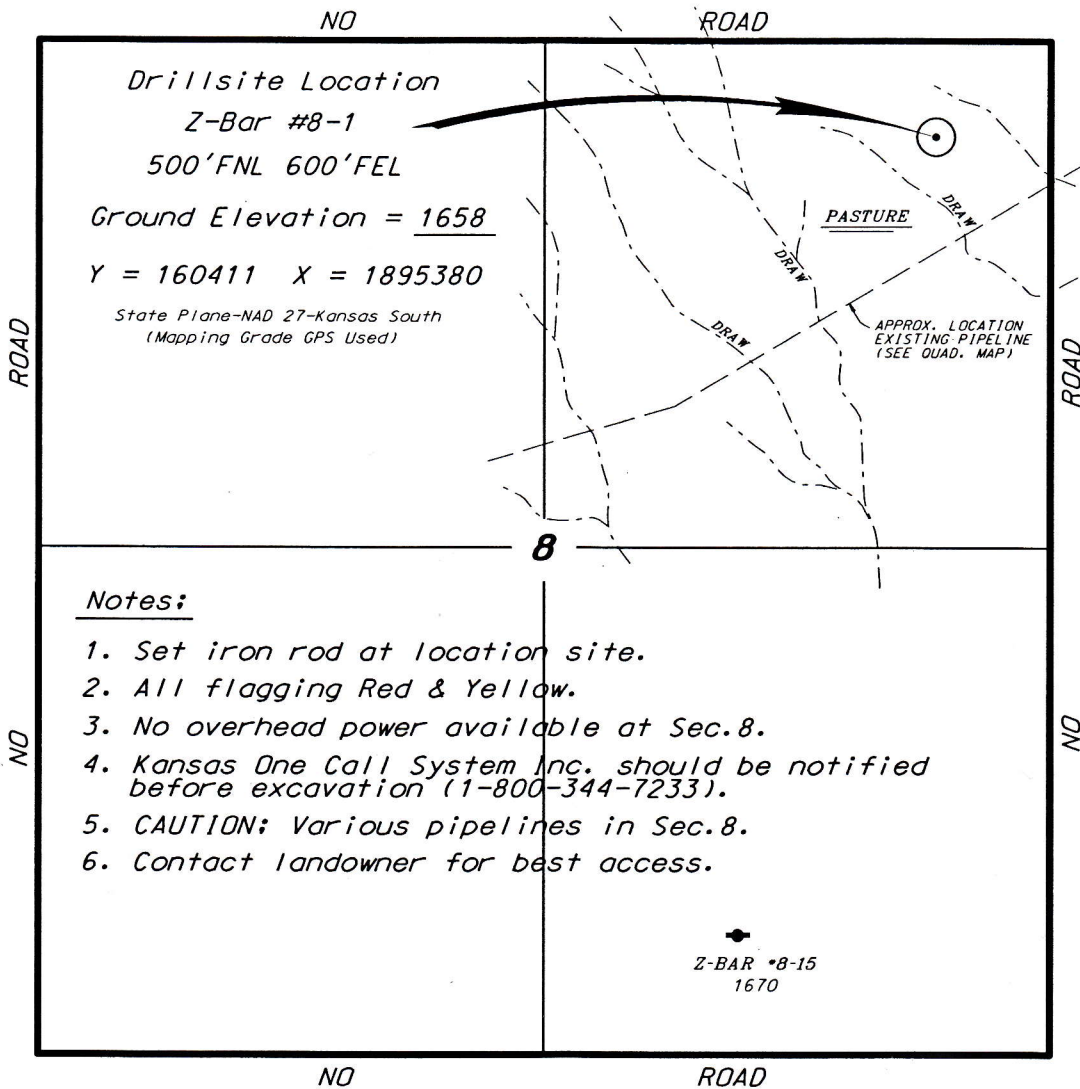 NO ROAD
Drillsite Location
Z-Bar #8-1
500'FNL 600'FEL
Ground Elevation = 1658
Y = 160411 X = 1895380
State Plane-NAD 27-Kansas South
(Mapping Grade GPS Used)
PASTURE
DRAW
DRAW
DRAW
APPROX. LOCATION
EXISTING PIPELINE
(SEE QUAD. MAP)
NO ROAD
NO ROAD
8
Notes:
1. Set iron rod at location site.
2. All flagging Red & Yellow.
3. No overhead power available at Sec.8.
4. Kansas One Call System Inc. should be notified
before excavation (1-800-344-7233).
5. CAUTION: Various pipelines in Sec.8.
6. Contact landowner for best access.
Z-BAR #8-15
1670
NO ROAD